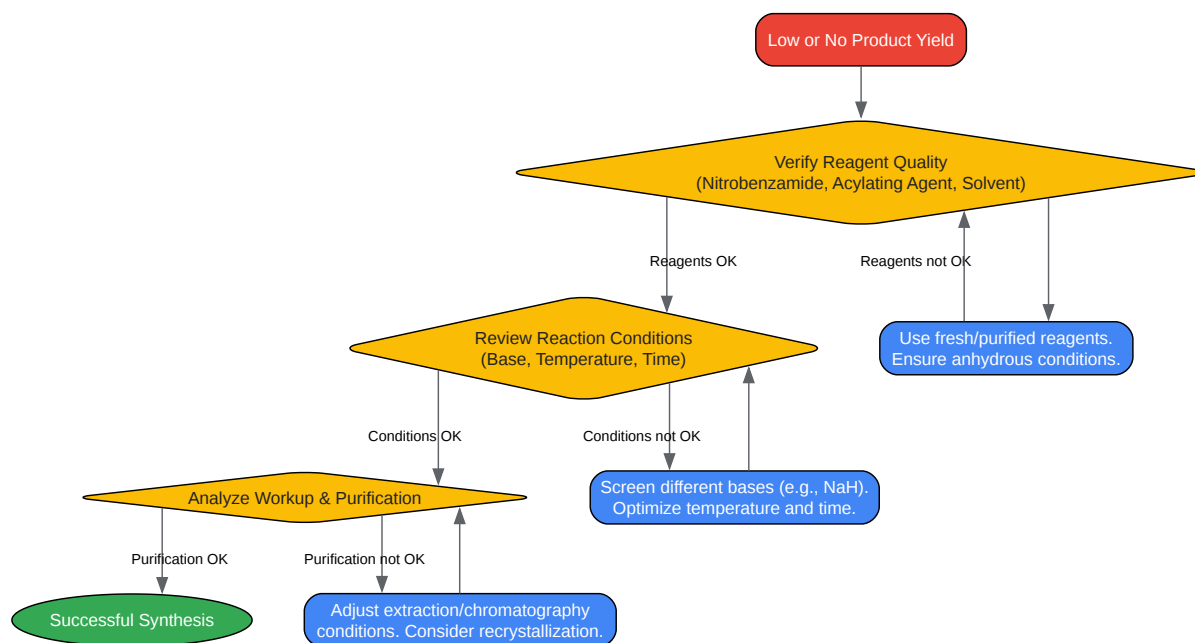 Low or No Product Yield
Verify Reagent Quality
(Nitrobenzamide, Acylating Agent, Solvent)
Reagents OK
Reagents not OK
Use fresh/purified reagents.
Ensure anhydrous conditions.
Review Reaction Conditions
(Base, Temperature, Time)
Conditions OK
Conditions not OK
Screen different bases (e.g., NaH).
Optimize temperature and time.
Analyze Workup & Purification
Purification OK
Purification not OK
Successful Synthesis
Adjust extraction/chromatography
conditions. Consider recrystallization.